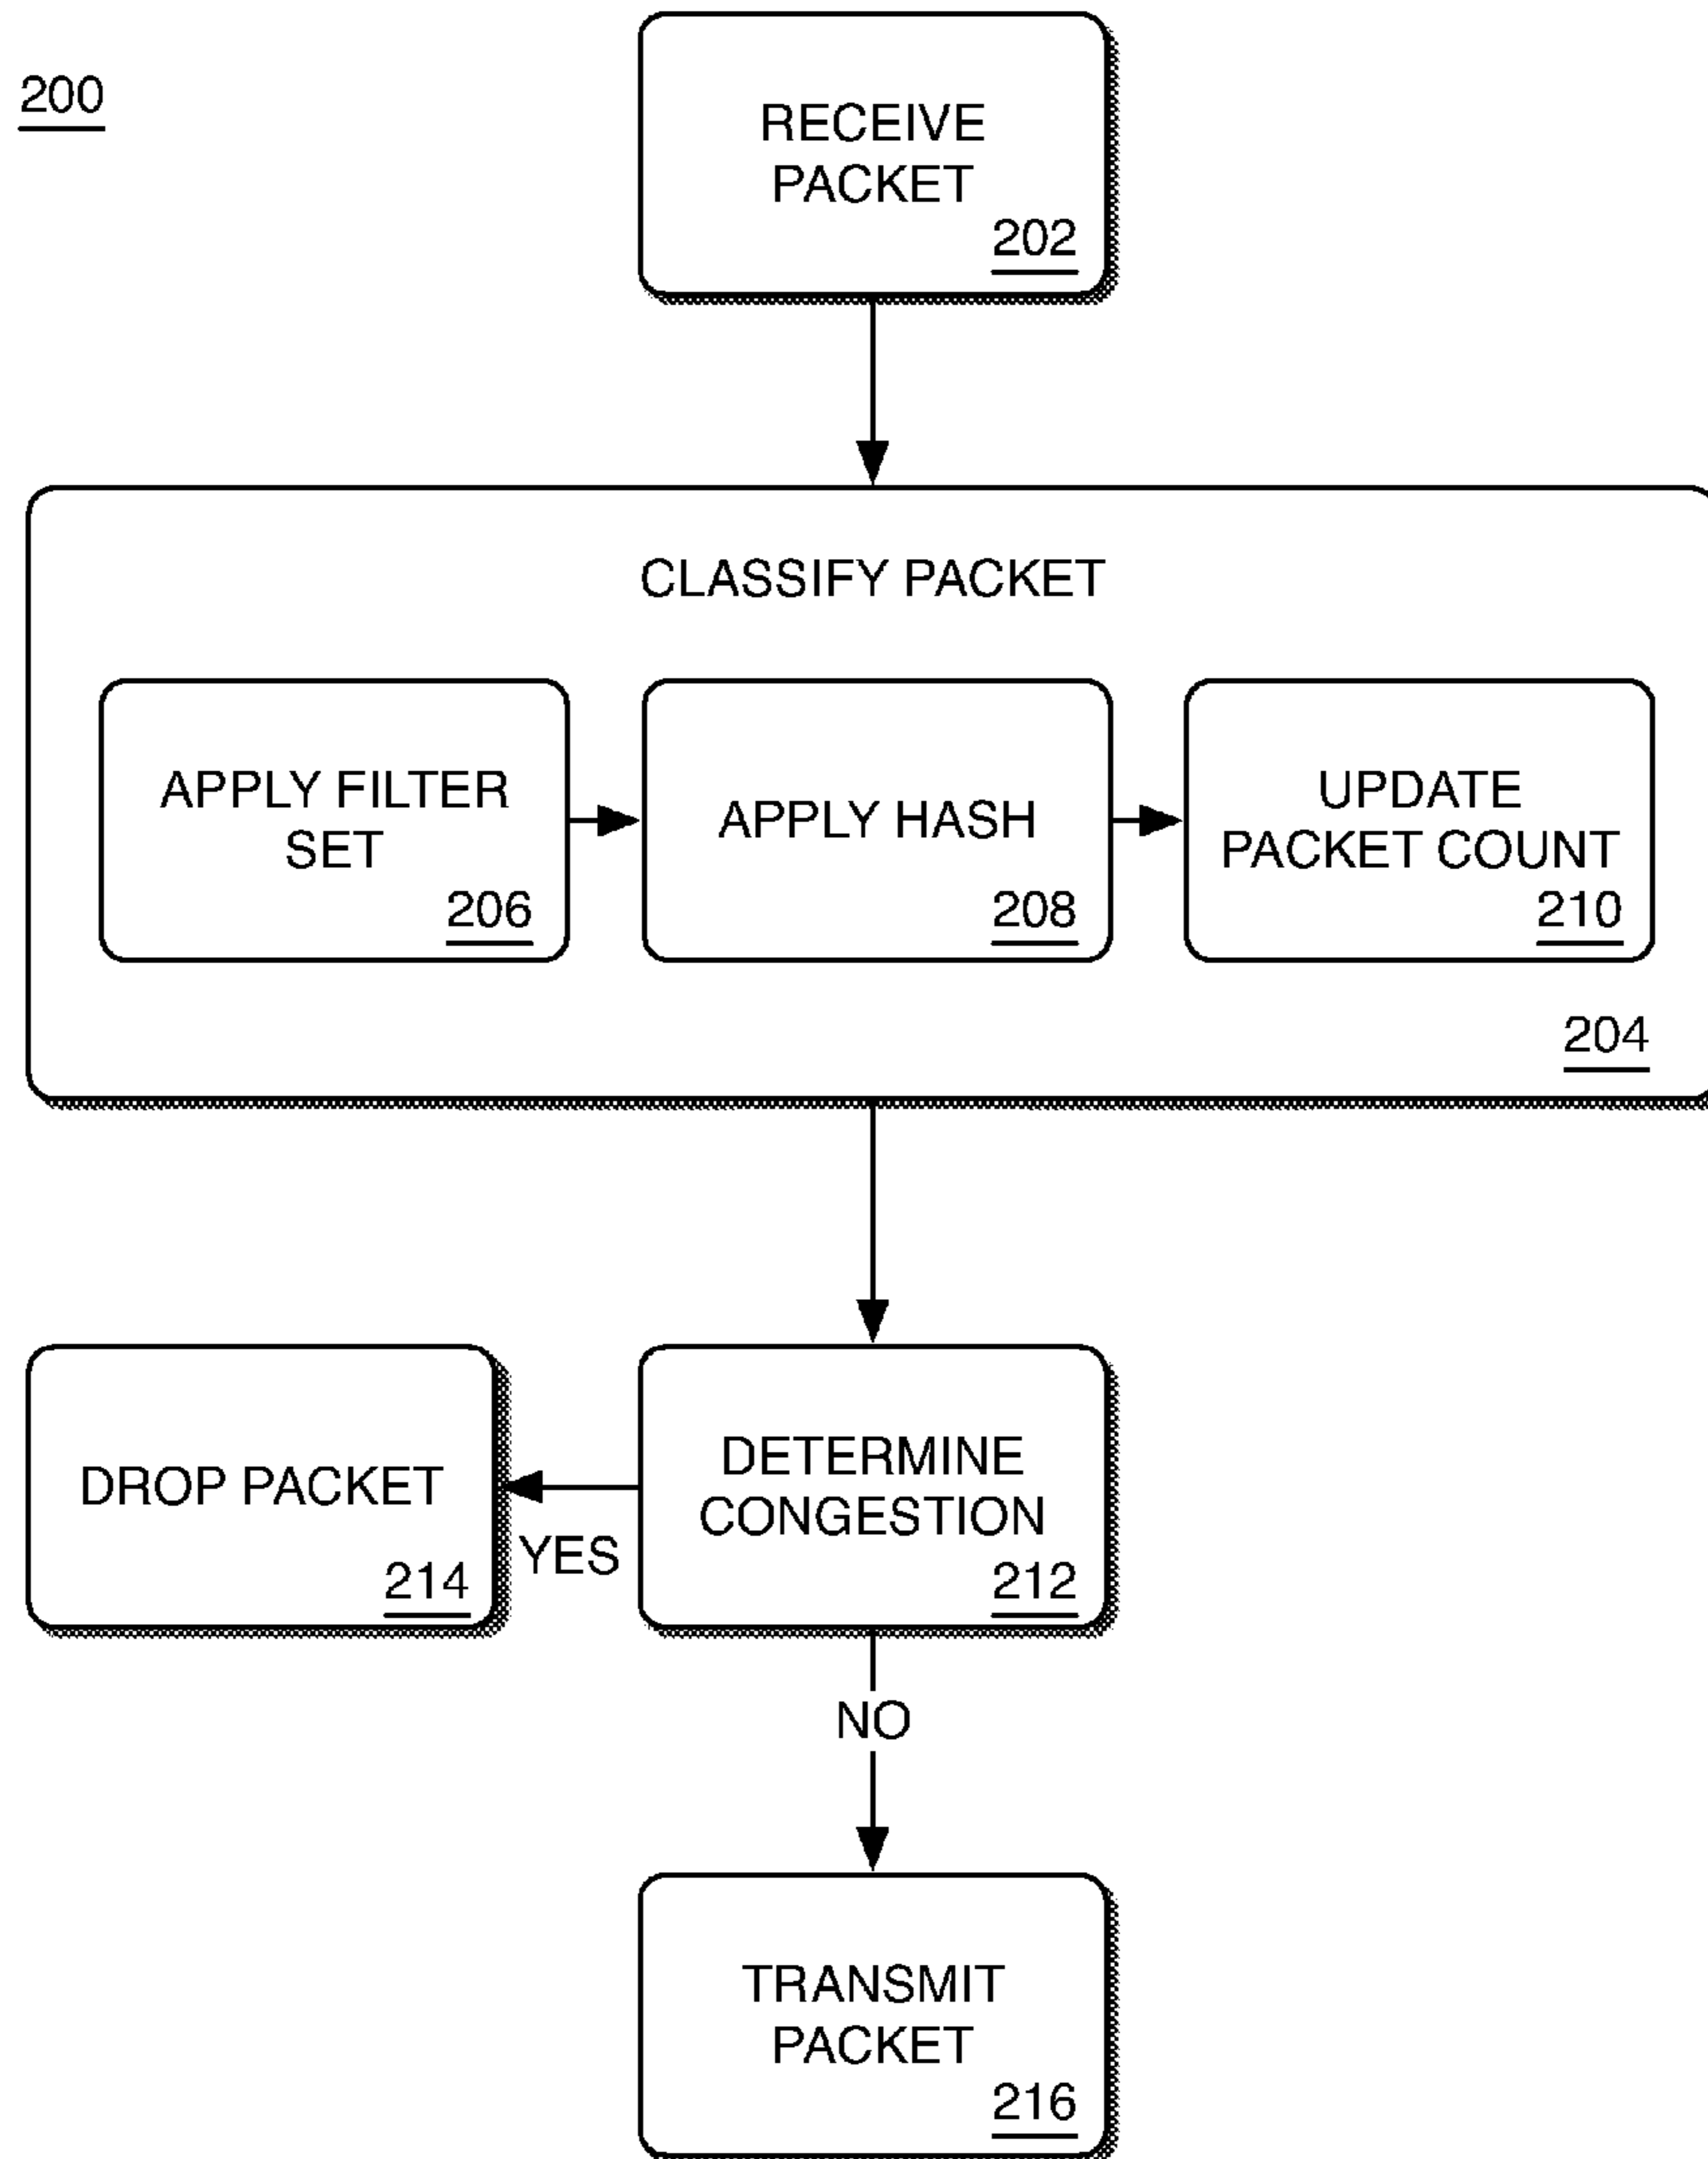 200
RECEIVE
PACKET
202
CLASSIFY PACKET
APPLY FILTER
SET
206
APPLY HASH
208
UPDATE
PACKET COUNT
210
204
DROP PACKET
214
YES
DETERMINE
CONGESTION
212
NO
TRANSMIT
PACKET
216